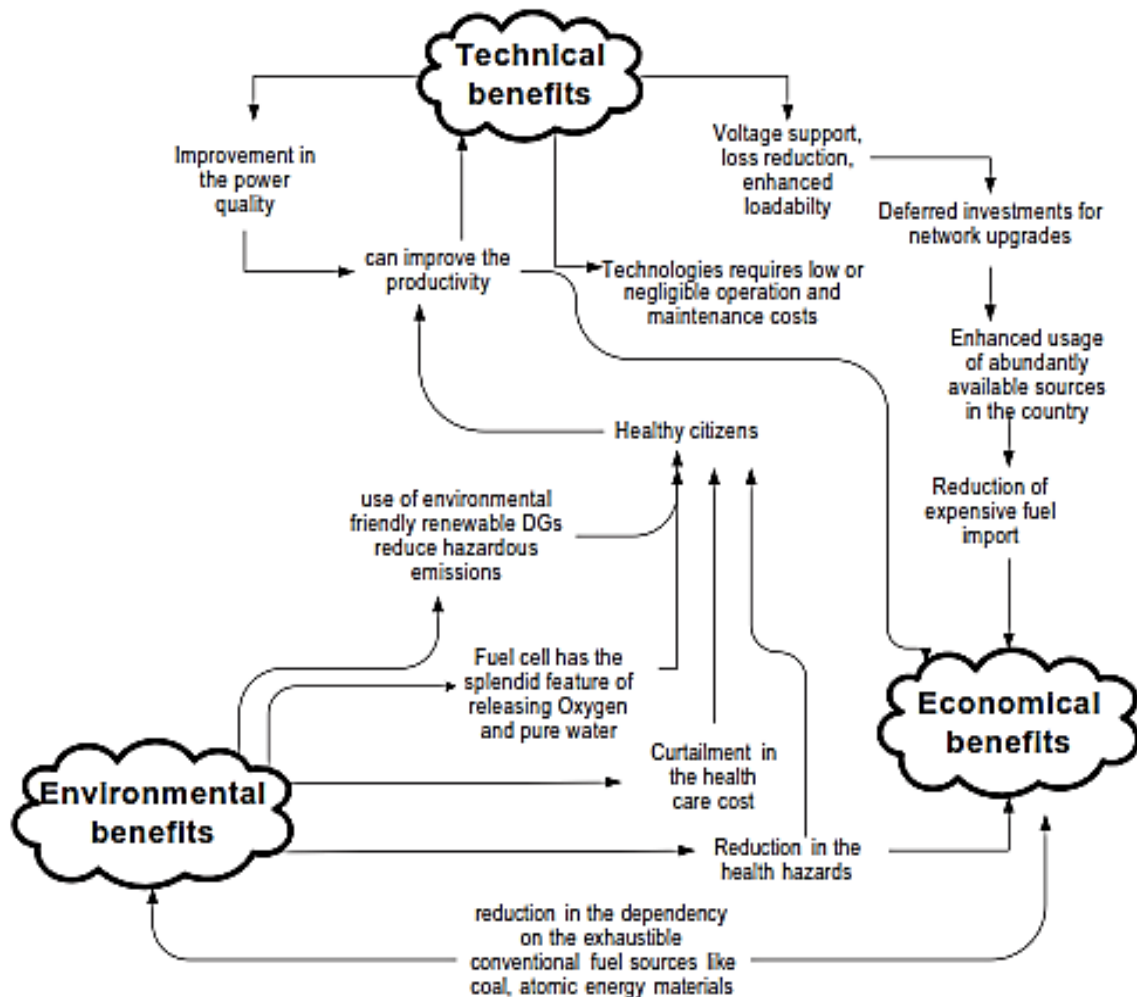 Technical
benefits
Improvement in
the power
quality
Voltage support,
loss reduction,
enhanced
loadabilty
Deferred investments for
network upgrades
can improve the
productivity
Technologies requires low or
negligible operation and
maintenance costs
Enhanced usage
of abundantly
available sources
in the country
Healthy citizens
Reduction of
expensive fuel
import
use of environmental
friendly renewable DGs
reduce hazardous
emissions
Fuel cell has the
splendid feature of
releasing Oxygen
and pure water
Economical
benefits
Curtailment in
the health
care cost
Environmental
benefits
Reduction in the
health hazards
reduction in the dependency
on the exhaustible
conventional fuel sources like
coal, atomic energy materials